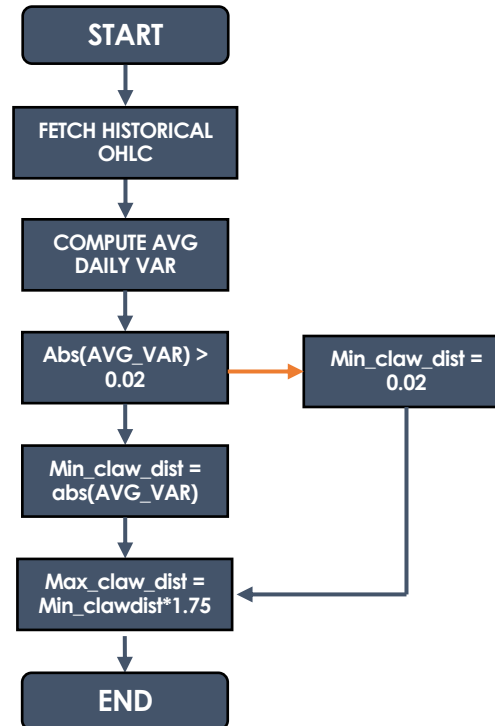 START
FETCH HISTORICAL
OHLC
COMPUTE AVG
DAILY VAR
Abs(AVG_VAR) >
0.02
Min_claw_dist =
0.02
Min_claw_dist =
abs(AVG_VAR)
Max_claw_dist =
Min_clawdist*1.75
END